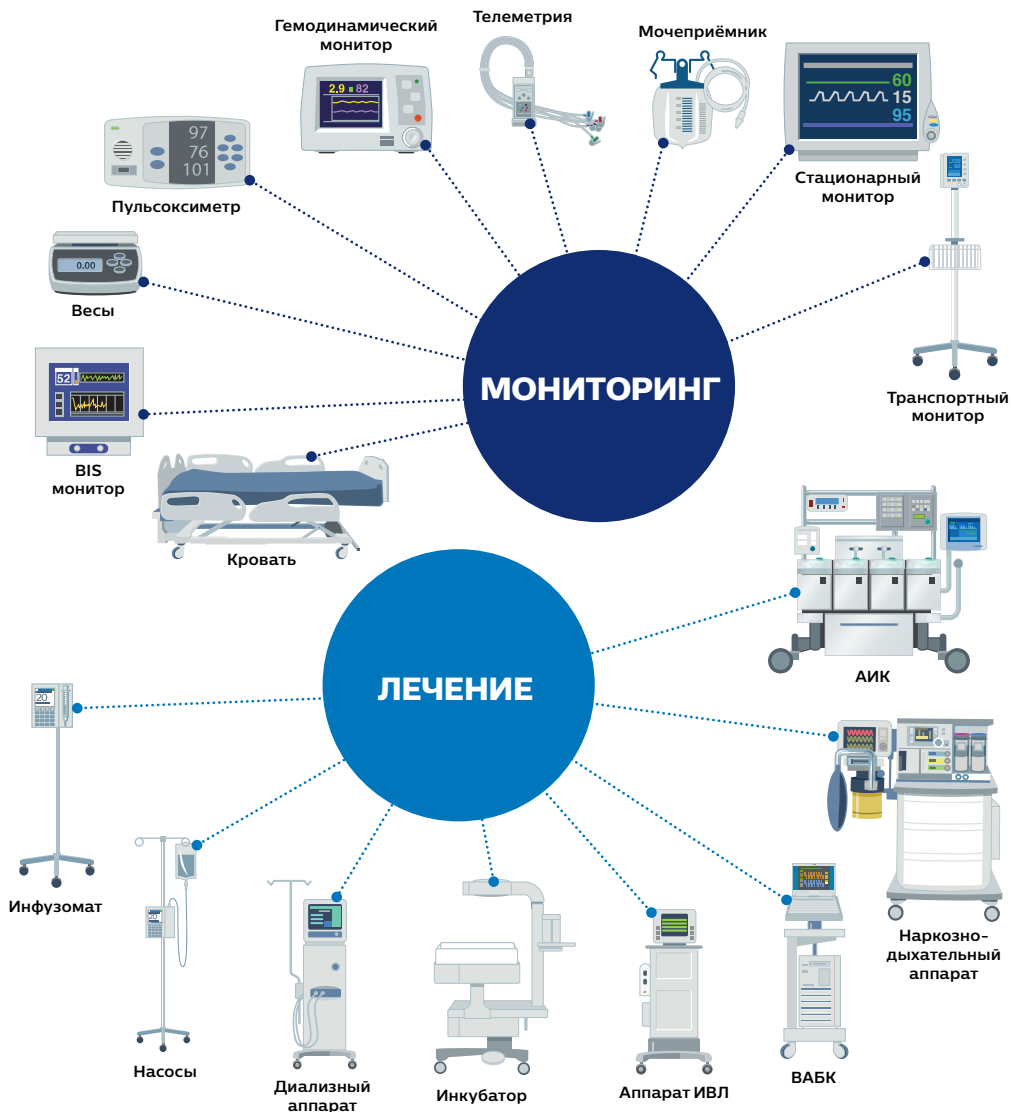 Телеметрия
Гемодинамический
монитор
2.9 82
Мочеприёмник
60
15
95
Стационарный
монитор
97
76
101
Пульсоксиметр
0.00
Весы
Транспортный
монитор
МОНИТОРИНГ
52
BIS
монитор
Кровать
АИК
ЛЕЧЕНИЕ
20
Инфузомат
20
Насосы
Диализный
аппарат
Инкубатор
Аппарат ИВЛ
ВАБК
Наркозно-
дыхательный
аппарат